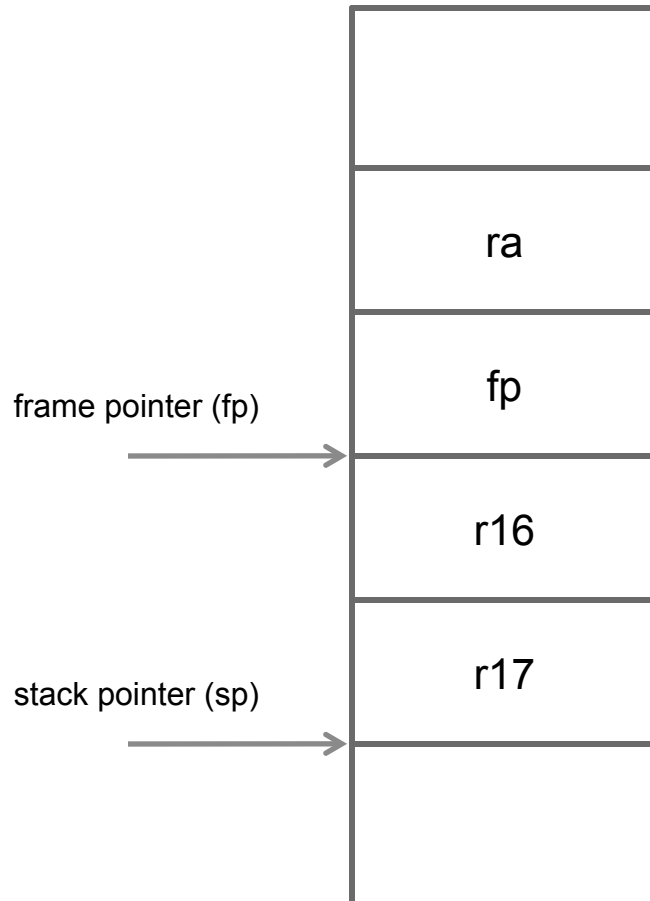 ra
fp
frame pointer (fp)
r16
r17
stack pointer (sp)